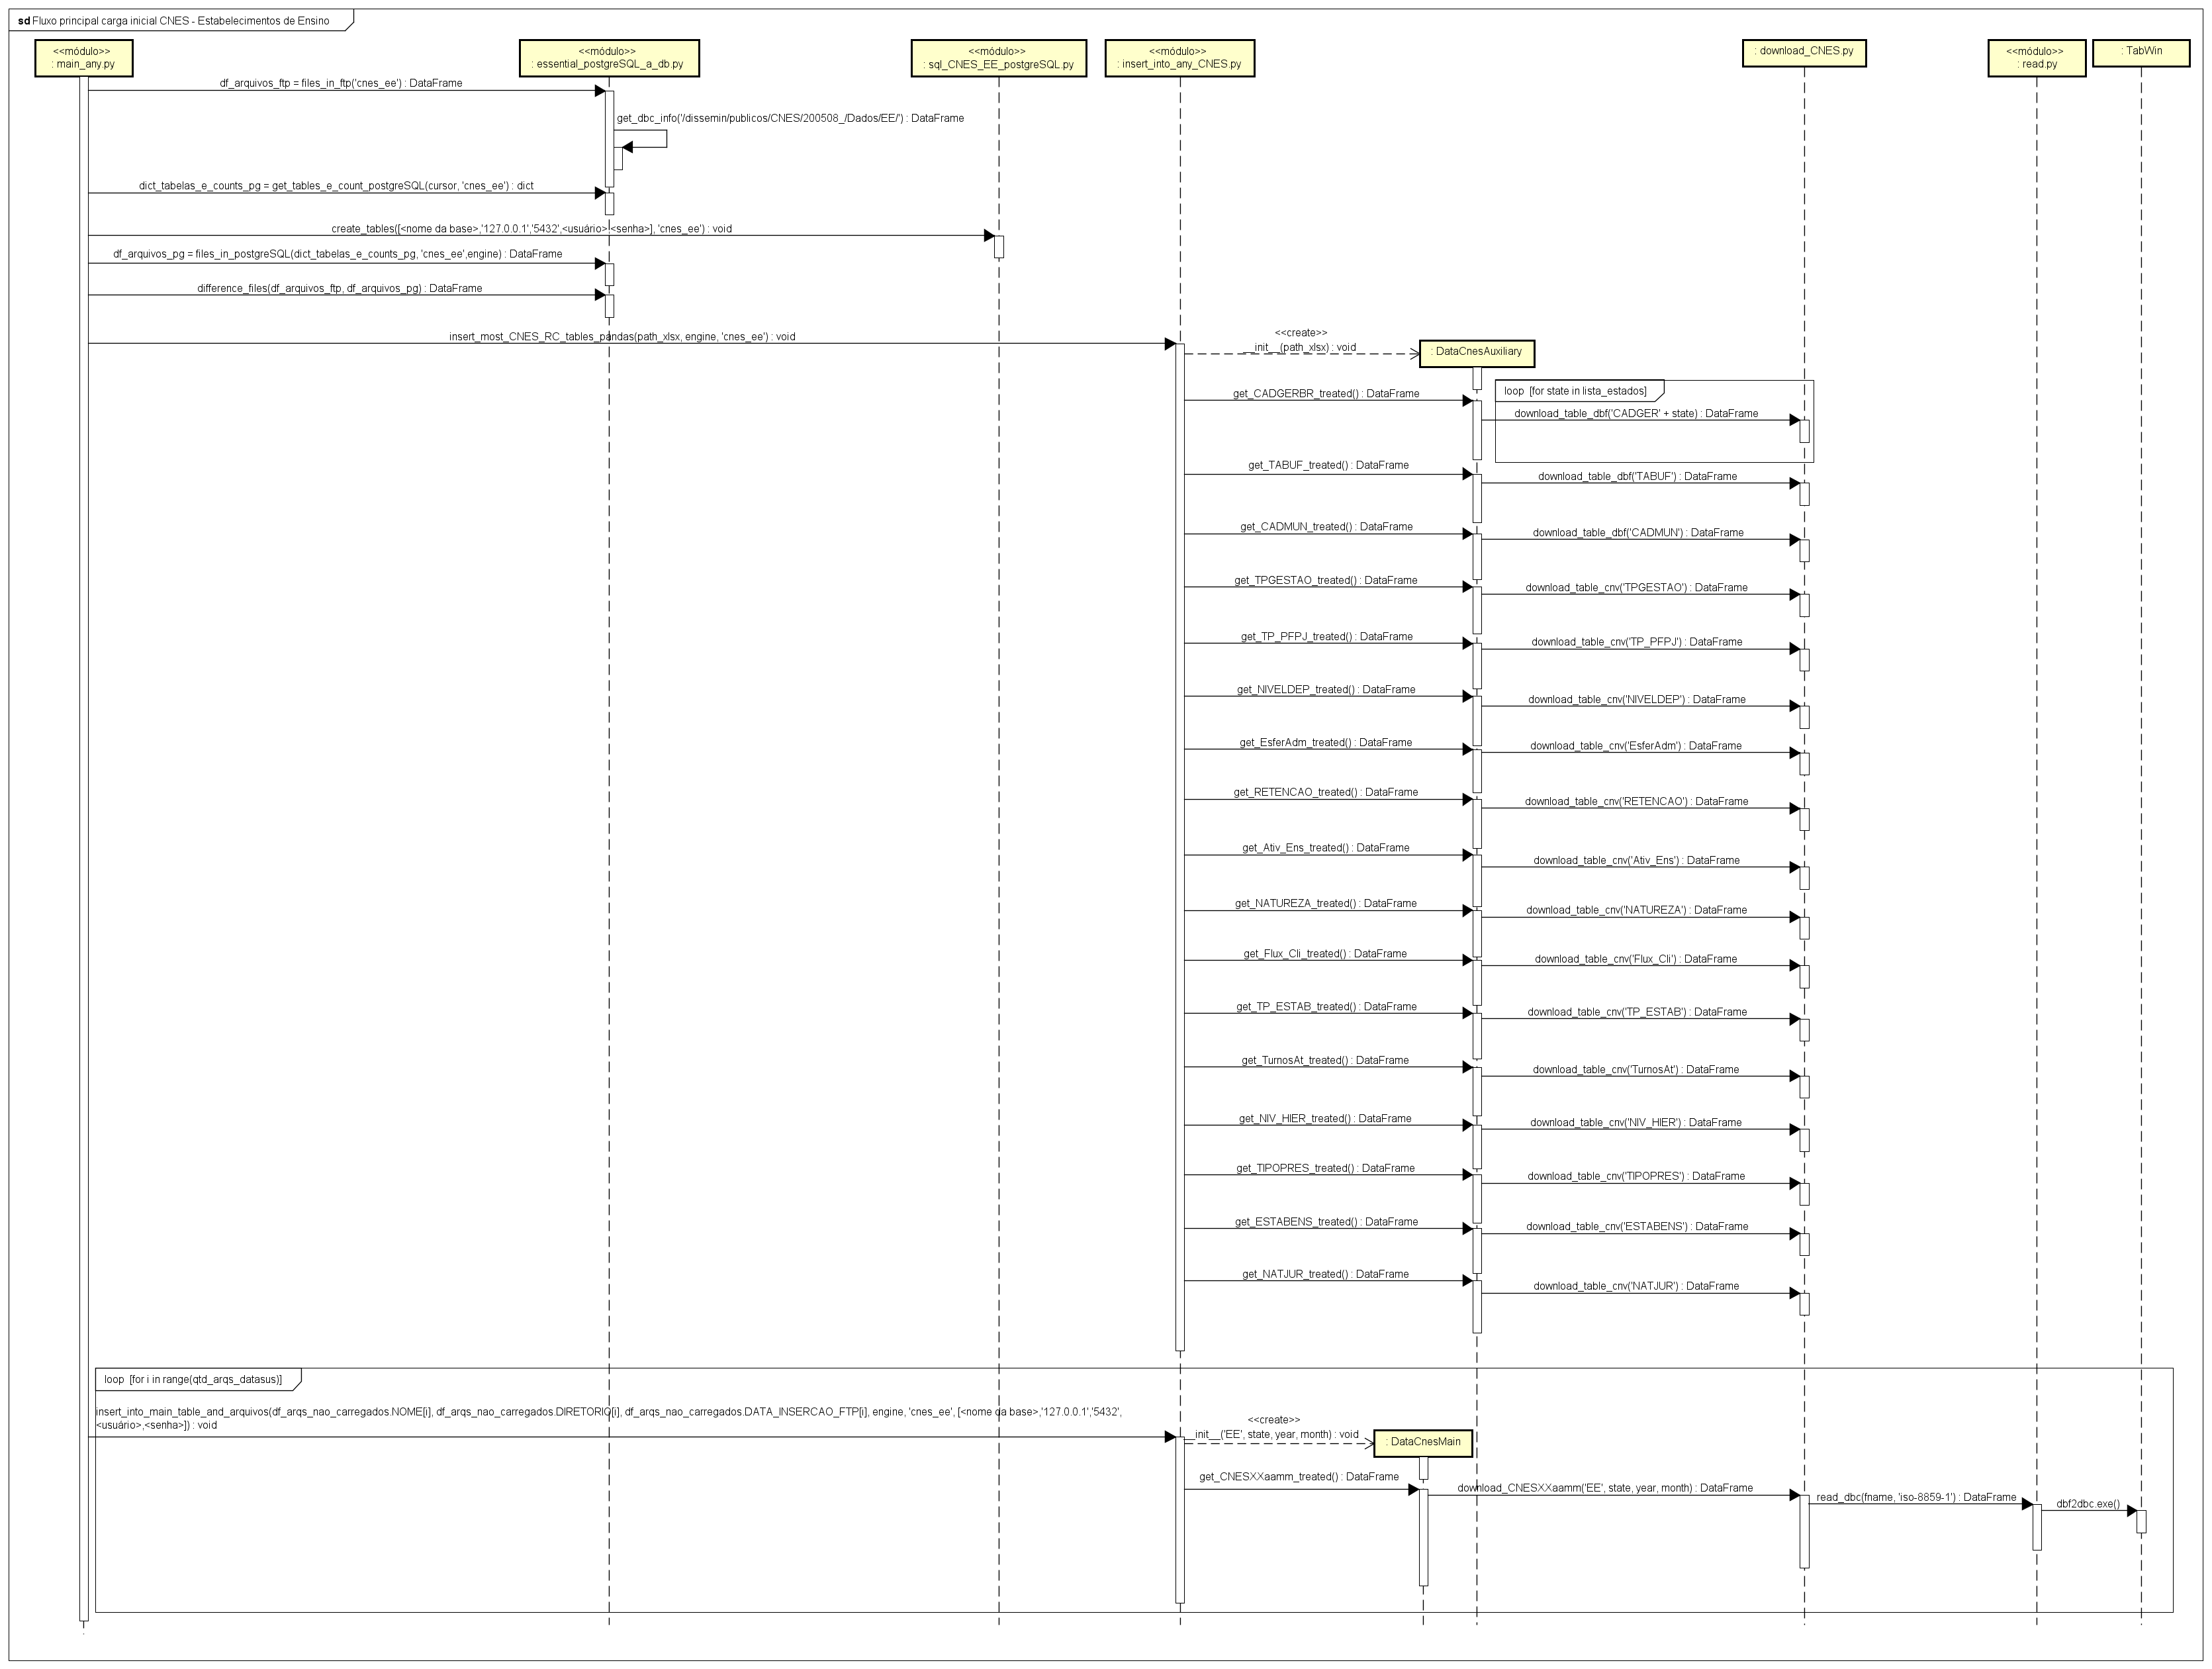 sd Fluxo principal carga inicial CNES - Estabelecimentos de Ensino
<<módulo>>
: main_any.py
<<módulo>>
: essential_postgreSQL_a_db.py
<<módulo>>
: sql_CNES_EE_postgreSQL.py
<<módulo>>
: insert_into_any_CNES.py
: download_CNES.py
<<módulo>>
: read.py
: TabWin
df_arquivos_ftp = files_in_ftp('cnes_ee') : DataFrame
get_dbc_info('/dissemin/publicos/CNES/200508_/Dados/EE/') : DataFrame
dict_tabelas_e_counts_pg = get_tables_e_count_postgreSQL(cursor, 'cnes_ee') : dict
create_tables([<nome da base>,'127.0.0.1','5432',<usuário>,<senha>], 'cnes_ee') : void
df_arquivos_pg = files_in_postgreSQL(dict_tabelas_e_counts_pg, 'cnes_ee',engine) : DataFrame
difference_files(df_arquivos_ftp, df_arquivos_pg) : DataFrame
insert_most_CNES_RC_tables_pandas(path_xlsx, engine, 'cnes_ee') : void
<<create>>
__init__(path_xlsx) : void
: DataCnesAuxiliary
loop [for state in lista_estados]
get_CADGERBR_treated() : DataFrame
download_table_dbf('CADGER' + state) : DataFrame
get_TABUF_treated() : DataFrame
download_table_dbf('TABUF') : DataFrame
get_CADMUN_treated() : DataFrame
download_table_dbf('CADMUN') : DataFrame
get_TPGESTAO_treated() : DataFrame
download_table_cnv('TPGESTAO') : DataFrame
get_TP_PFPJ_treated() : DataFrame
download_table_cnv('TP_PFPJ') : DataFrame
get_NIVELDEP_treated() : DataFrame
download_table_cnv('NIVELDEP') : DataFrame
get_EsferAdm_treated() : DataFrame
download_table_cnv('EsferAdm') : DataFrame
get_RETENCAO_treated() : DataFrame
download_table_cnv('RETENCAO') : DataFrame
get_Ativ_Ens_treated() : DataFrame
download_table_cnv('Ativ_Ens') : DataFrame
get_NATUREZA_treated() : DataFrame
download_table_cnv('NATUREZA') : DataFrame
get_Flux_Cli_treated() : DataFrame
download_table_cnv('Flux_Cli') : DataFrame
get_TP_ESTAB_treated() : DataFrame
download_table_cnv('TP_ESTAB') : DataFrame
get_TurnosAt_treated() : DataFrame
download_table_cnv('TurnosAt') : DataFrame
get_NIV_HIER_treated() : DataFrame
download_table_cnv('NIV_HIER') : DataFrame
get_TIPOPRES_treated() : DataFrame
download_table_cnv('TIPOPRES') : DataFrame
get_ESTABENS_treated() : DataFrame
download_table_cnv('ESTABENS') : DataFrame
get_NATJUR_treated() : DataFrame
download_table_cnv('NATJUR') : DataFrame
loop [for i in range(qtd_arqs_datasus)]
insert_into_main_table_and_arquivos(df_arqs_nao_carregados.NOME[i], df_arqs_nao_carregados.DIRETORIO[i], df_arqs_nao_carregados.DATA_INSERCAO_FTP[i], engine, 'cnes_ee', [<nome da base>,'127.0.0.1','5432',
<usuário>,<senha>]) : void
<<create>>
__init__('EE', state, year, month) : void
: DataCnesMain
get_CNESXXaamm_treated() : DataFrame
download_CNESXXaamm('EE', state, year, month) : DataFrame
read_dbc(fname, 'iso-8859-1') : DataFrame
dbf2dbc.exe()